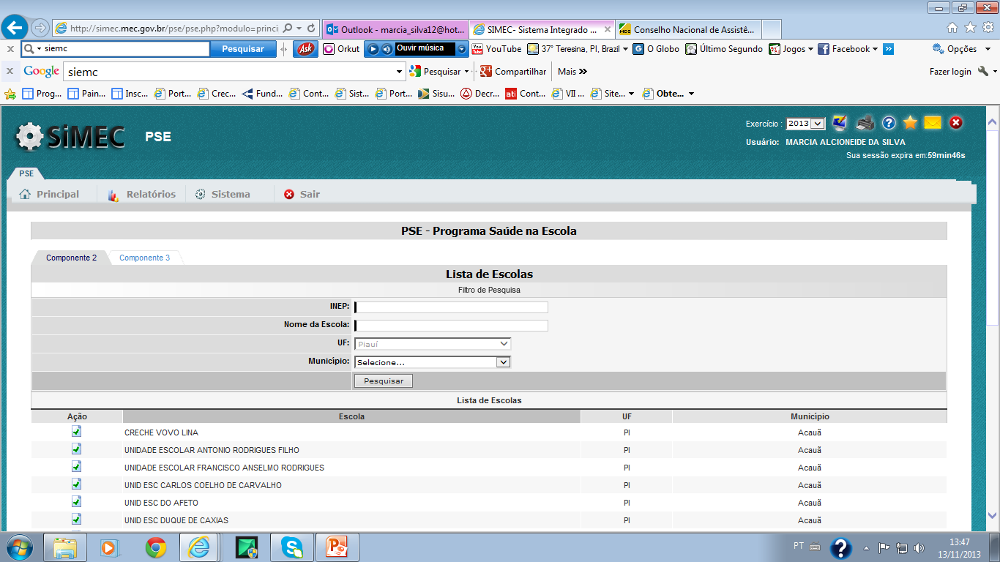 http://simec.mec.gov.br/pse/pse.php?modulo=princi
Outlook - marcia_silva12@hot...
SIMEC- Sistema Integrado ...
MDS Conselho Nacional de Assistê...
x siemc Pesquisar Ask Orkut Ouvir música YouTube 37° Teresina, PI, Brazil O Globo Último Segundo Jogos Facebook » Opções
x Google siemc Pesquisar Compartilhar Mais » Fazer login
Prog... Pain... Insc... Port... Crec... Fund... Cont... Sist... Port... Sisu... Decr... ati Cont... VII ... Site... Obte...
SiMEC PSE
Exercício : 2013
Usuário: MARCIA ALCIONEIDE DA SILVA
Sua sessão expira em:59min46s
PSE
Principal Relatórios Sistema Sair
PSE - Programa Saúde na Escola
Componente 2 Componente 3
Lista de Escolas
Filtro de Pesquisa
INEP:
Nome da Escola:
UF: Piauí
Município: Selecione...
Pesquisar
Lista de Escolas
Ação Escola UF Município
CRECHE VOVO LINA PI Acauã
UNIDADE ESCOLAR ANTONIO RODRIGUES FILHO PI Acauã
UNIDADE ESCOLAR FRANCISCO ANSELMO RODRIGUES PI Acauã
UNID ESC CARLOS COELHO DE CARVALHO PI Acauã
UNID ESC DO AFETO PI Acauã
UNID ESC DUQUE DE CAXIAS PI Acauã
PT 13:47
13/11/2013